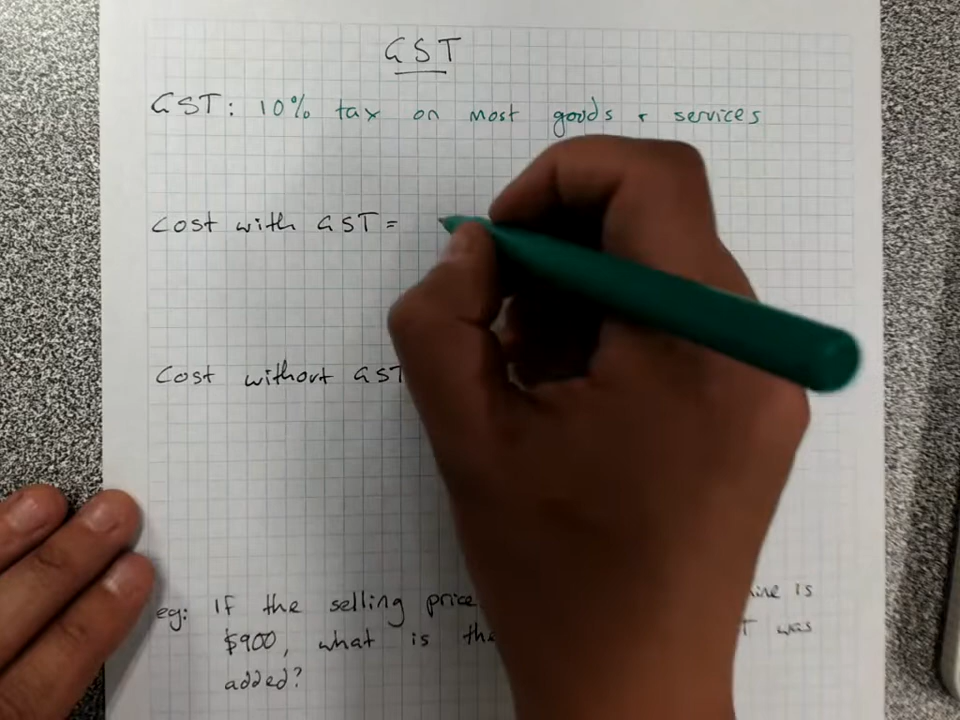 GST
GST: 10% tax on most goods + services
Cost with GST =
Cost without GST
eg: If the selling price is
$900, what is the was
added?